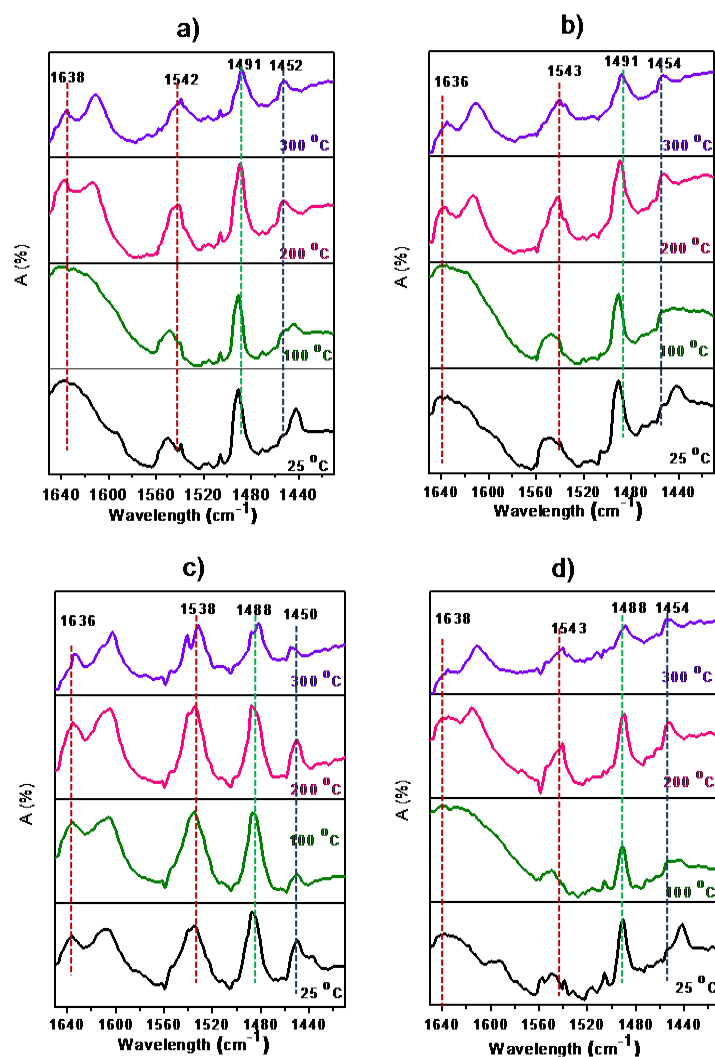 a)
1638 1542 1491 1452
300 °C
200 °C
100 °C
25 °C
A (%)
1640 1600 1560 1520 1480 1440
Wavelength (cm⁻¹)
b)
1636 1543 1491 1454
300 °C
200 °C
100 °C
25 °C
A (%)
1640 1600 1560 1520 1480 1440
Wavelength (cm⁻¹)
c)
1636 1538 1488 1450
300 °C
200 °C
100 °C
25 °C
A (%)
1640 1600 1560 1520 1480 1440
Wavelength (cm⁻¹)
d)
1638 1543 1488 1454
300 °C
200 °C
100 °C
25 °C
A (%)
1640 1600 1560 1520 1480 1440
Wavelength (cm⁻¹)